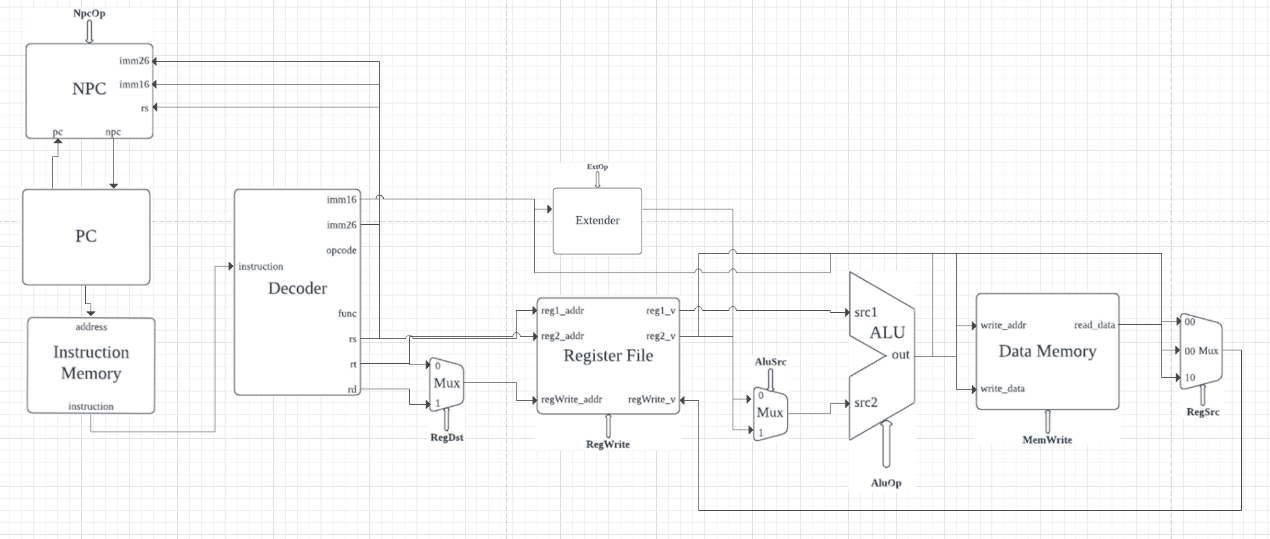 NpcOp
imm26
NPC
imm16
rs
pc
npc
PC
address
Instruction
Memory
instruction
imm16
imm26
opcode
instruction
Decoder
func
rs
rt
rd
ExtOp
Extender
0
Mux
1
RegDst
reg1_addr
reg1_v
reg2_addr
reg2_v
Register File
regWrite_addr
regWrite_v
RegWrite
AluSrc
0
Mux
1
src1
ALU
out
src2
AluOp
write_addr
read_data
Data Memory
write_data
MemWrite
00
00 Mux
10
RegSrc